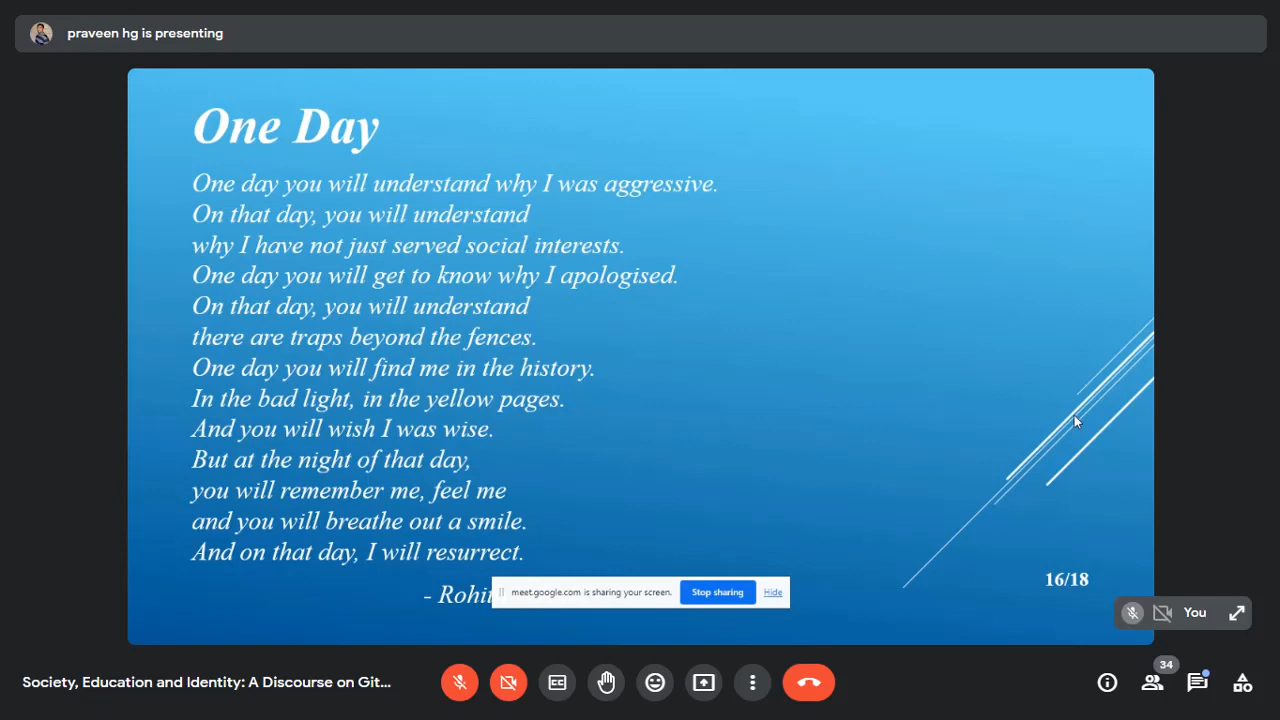 praveen hg is presenting
One Day
One day you will understand why I was aggressive.
On that day, you will understand
why I have not just served social interests.
One day you will get to know why I apologised.
On that day, you will understand
there are traps beyond the fences.
One day you will find me in the history.
In the bad light, in the yellow pages.
And you will wish I was wise.
But at the night of that day,
you will remember me, feel me
and you will breathe out a smile.
And on that day, I will resurrect.
-
meet.google.com is sharing your screen. Stop sharing Hide
16/18
You
Society, Education and Identity: A Discourse on Git...
34